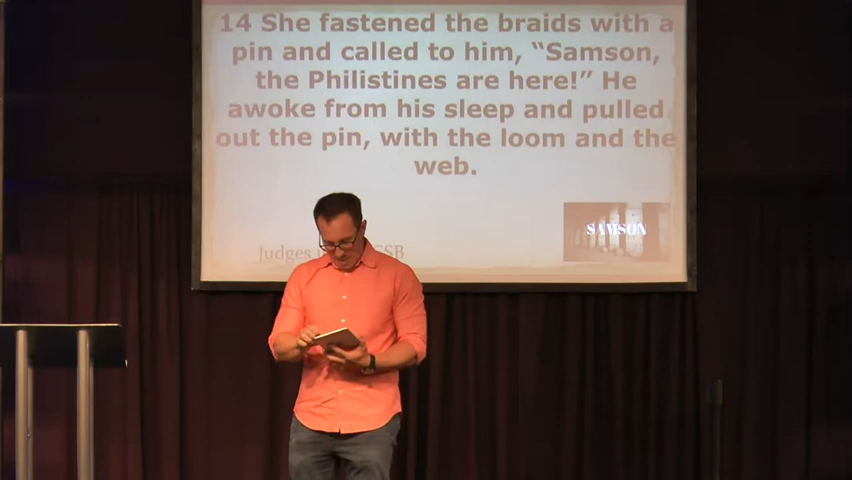 14 She fastened the braids with a
pin and called to him, “Samson,
the Philistines are here!” He
awoke from his sleep and pulled
out the pin, with the loom and the
web.
SAMSON
Judges CSB